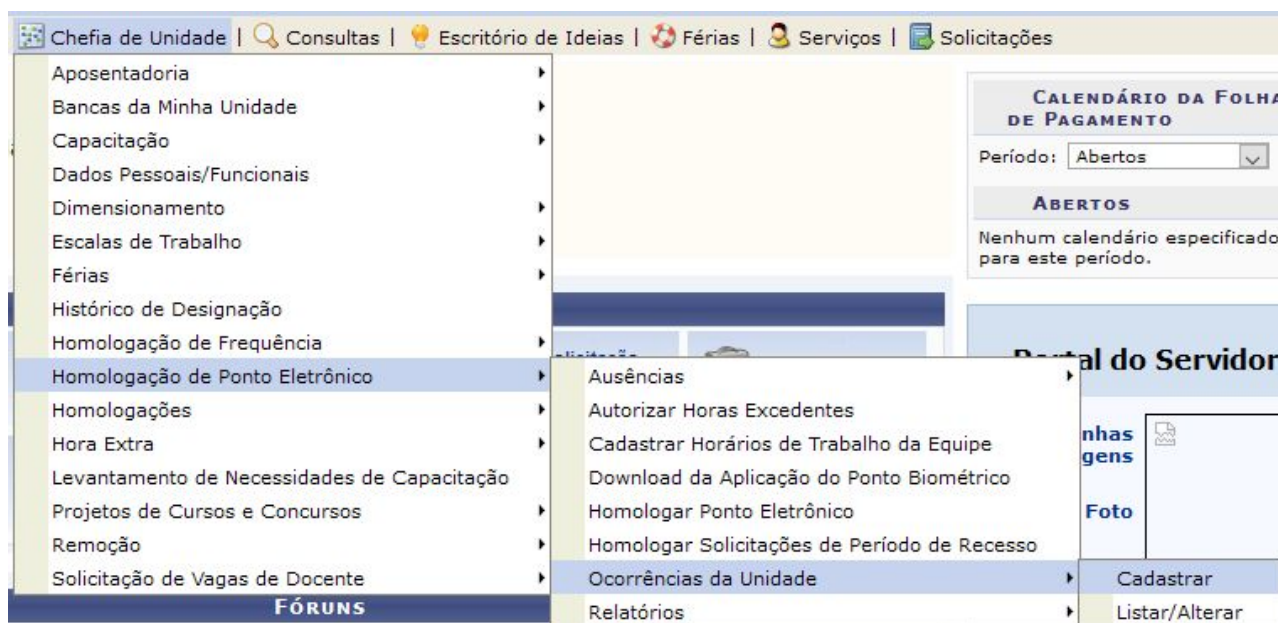 Chefia de Unidade | Consultas | Escritório de Ideias | Férias | Serviços | Solicitações
Aposentadoria
Bancas da Minha Unidade
Capacitação
Dados Pessoais/Funcionais
Dimensionamento
Escalas de Trabalho
Férias
Histórico de Designação
Homologação de Frequência
Homologação de Ponto Eletrônico
Homologações
Hora Extra
Levantamento de Necessidades de Capacitação
Projetos de Cursos e Concursos
Remoção
Solicitação de Vagas de Docente
FÓRUNS
Ausências
Autorizar Horas Excedentes
Cadastrar Horários de Trabalho da Equipe
Download da Aplicação do Ponto Biométrico
Homologar Ponto Eletrônico
Homologar Solicitações de Período de Recesso
Ocorrências da Unidade
Relatórios
Cadastrar
Listar/Alterar
CALENDÁRIO DA FOLHA
DE PAGAMENTO
Período: Abertos
ABERTOS
Nenhum calendário especificado
para este período.
al do Servidor
nhas
gens
Foto